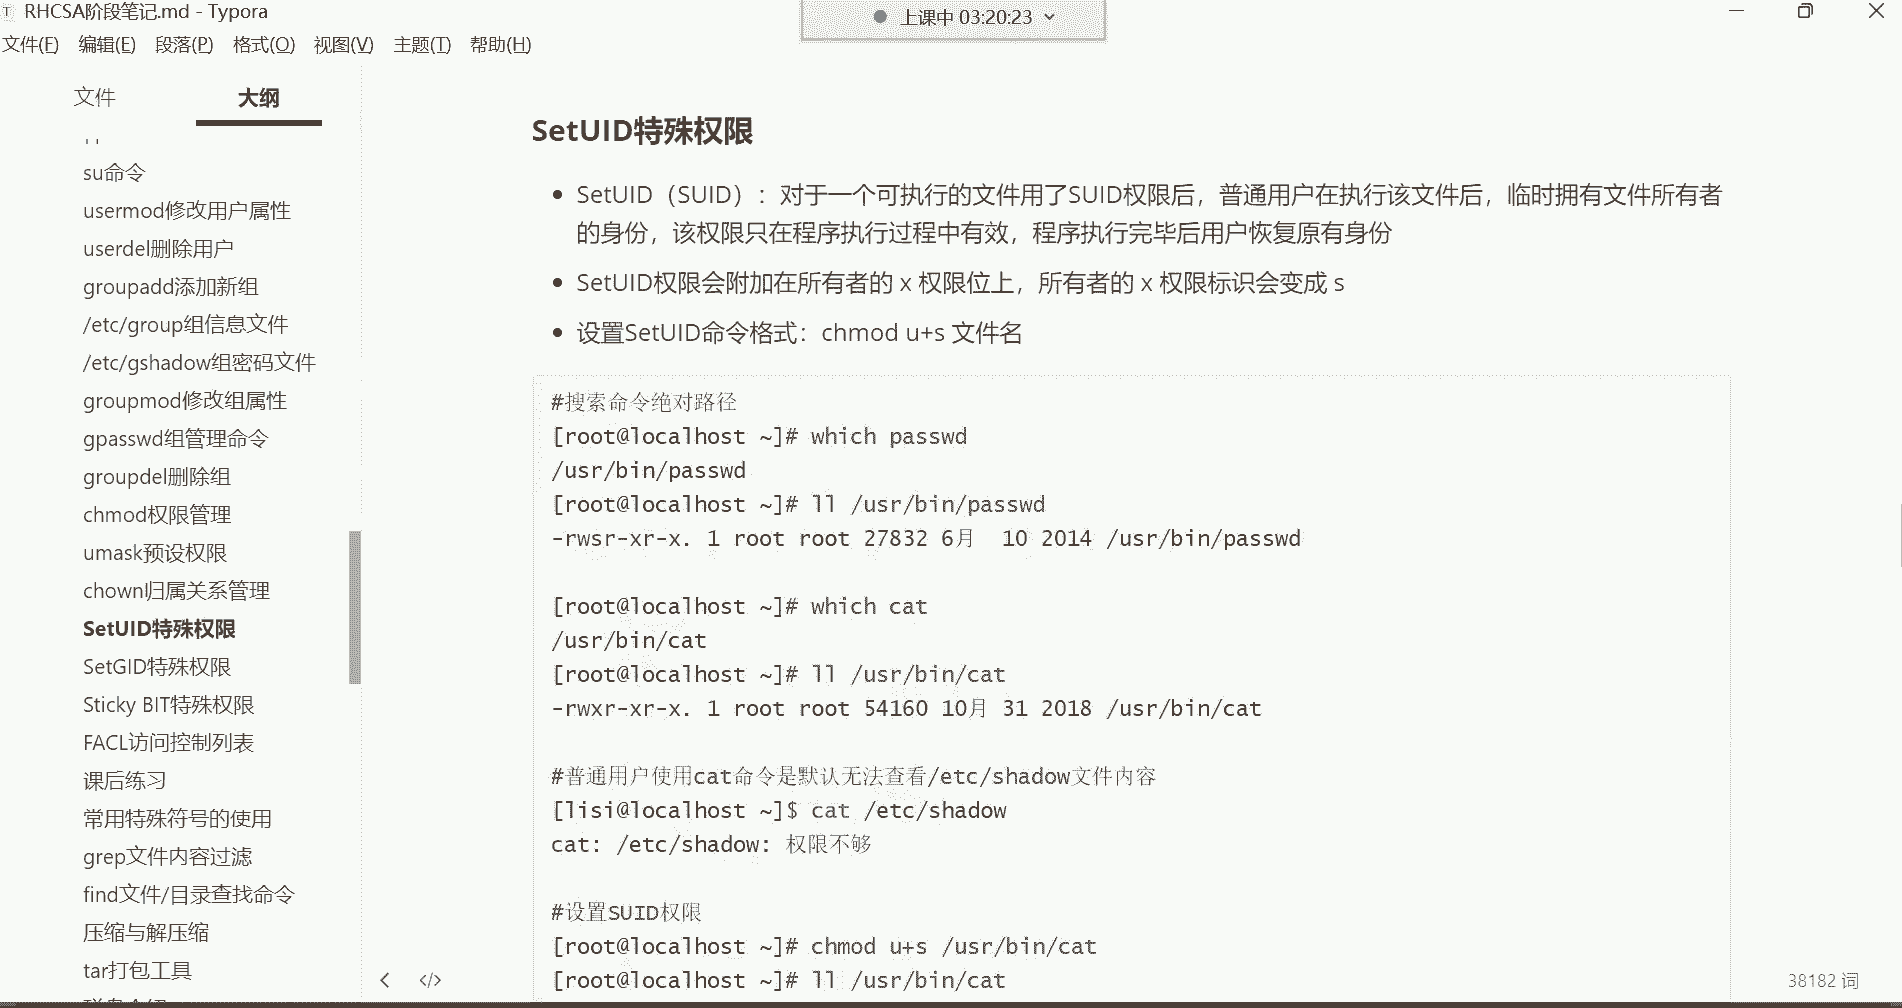 RHCSA阶段笔记.md - Typora
上课中 03:20:23
文件(F) 编辑(E) 段落(P) 格式(O) 视图(V) 主题(T) 帮助(H)
文件 大纲
su命令
usermod修改用户属性
userdel删除用户
groupadd添加新组
/etc/group组信息文件
/etc/gshadow组密码文件
groupmod修改组属性
gpasswd组管理命令
groupdel删除组
chmod权限管理
umask预设权限
chown归属关系管理
SetUID特殊权限
SetGID特殊权限
Sticky BIT特殊权限
FACL访问控制列表
课后练习
常用特殊符号的使用
grep文件内容过滤
find文件/目录查找命令
压缩与解压缩
tar打包工具
SetUID特殊权限
SetUID（SUID）：对于一个可执行的文件用了SUID权限后，普通用户在执行该文件后，临时拥有文件所有者
的身份，该权限只在程序执行过程中有效，程序执行完毕后用户恢复原有身份
SetUID权限会附加在所有者的 x 权限位上，所有者的 x 权限标识会变成 s
设置SetUID命令格式：chmod u+s 文件名
#搜索命令绝对路径
[root@localhost ~]# which passwd
/usr/bin/passwd
[root@localhost ~]# ll /usr/bin/passwd
-rwsr-xr-x. 1 root root 27832 6月  10 2014 /usr/bin/passwd
[root@localhost ~]# which cat
/usr/bin/cat
[root@localhost ~]# ll /usr/bin/cat
-rwxr-xr-x. 1 root root 54160 10月 31 2018 /usr/bin/cat
#普通用户使用cat命令是默认无法查看/etc/shadow文件内容
[lisi@localhost ~]$ cat /etc/shadow
cat: /etc/shadow: 权限不够
#设置SUID权限
[root@localhost ~]# chmod u+s /usr/bin/cat
[root@localhost ~]# ll /usr/bin/cat
38182 词